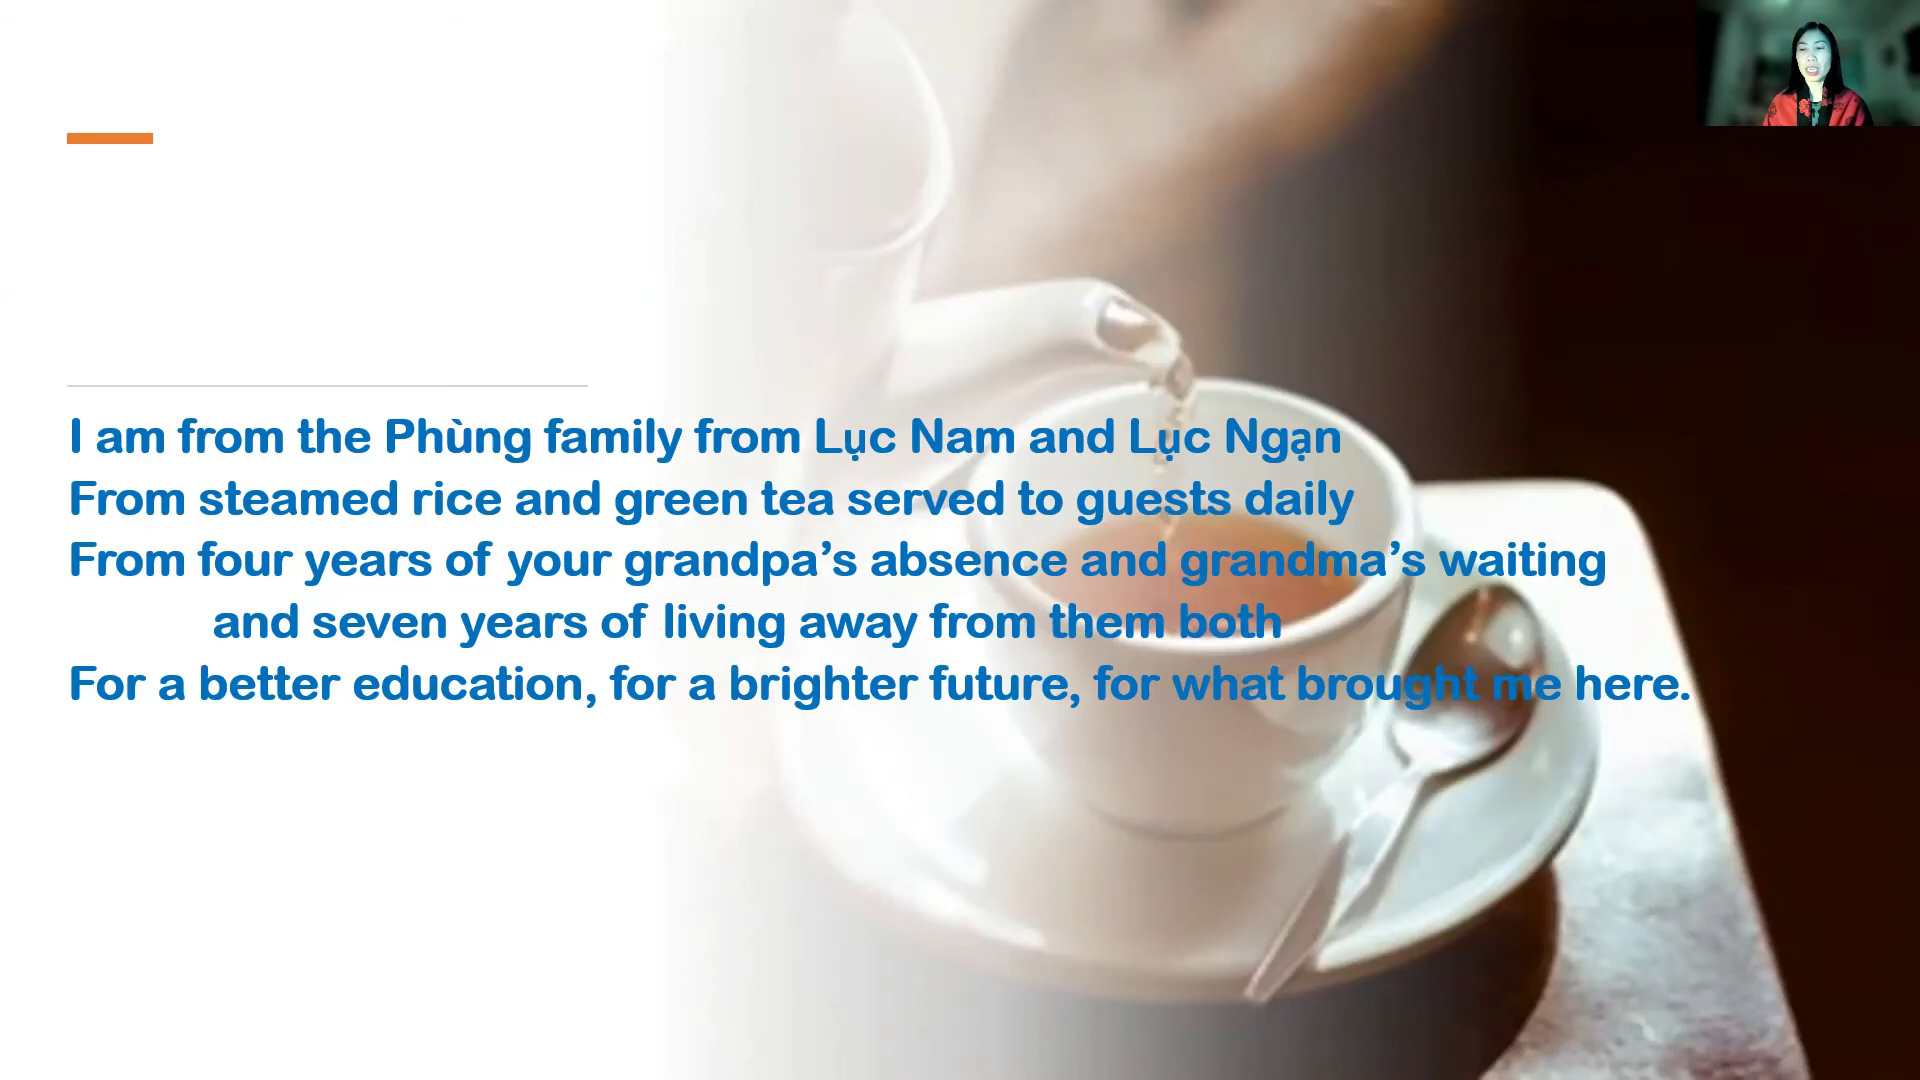 I am from the Phùng family from Lục Nam and Lục Ngạn
From steamed rice and green tea served to guests daily
From four years of your grandpa’s absence and grandma’s waiting
and seven years of living away from them both
For a better education, for a brighter future, for what brought me here.